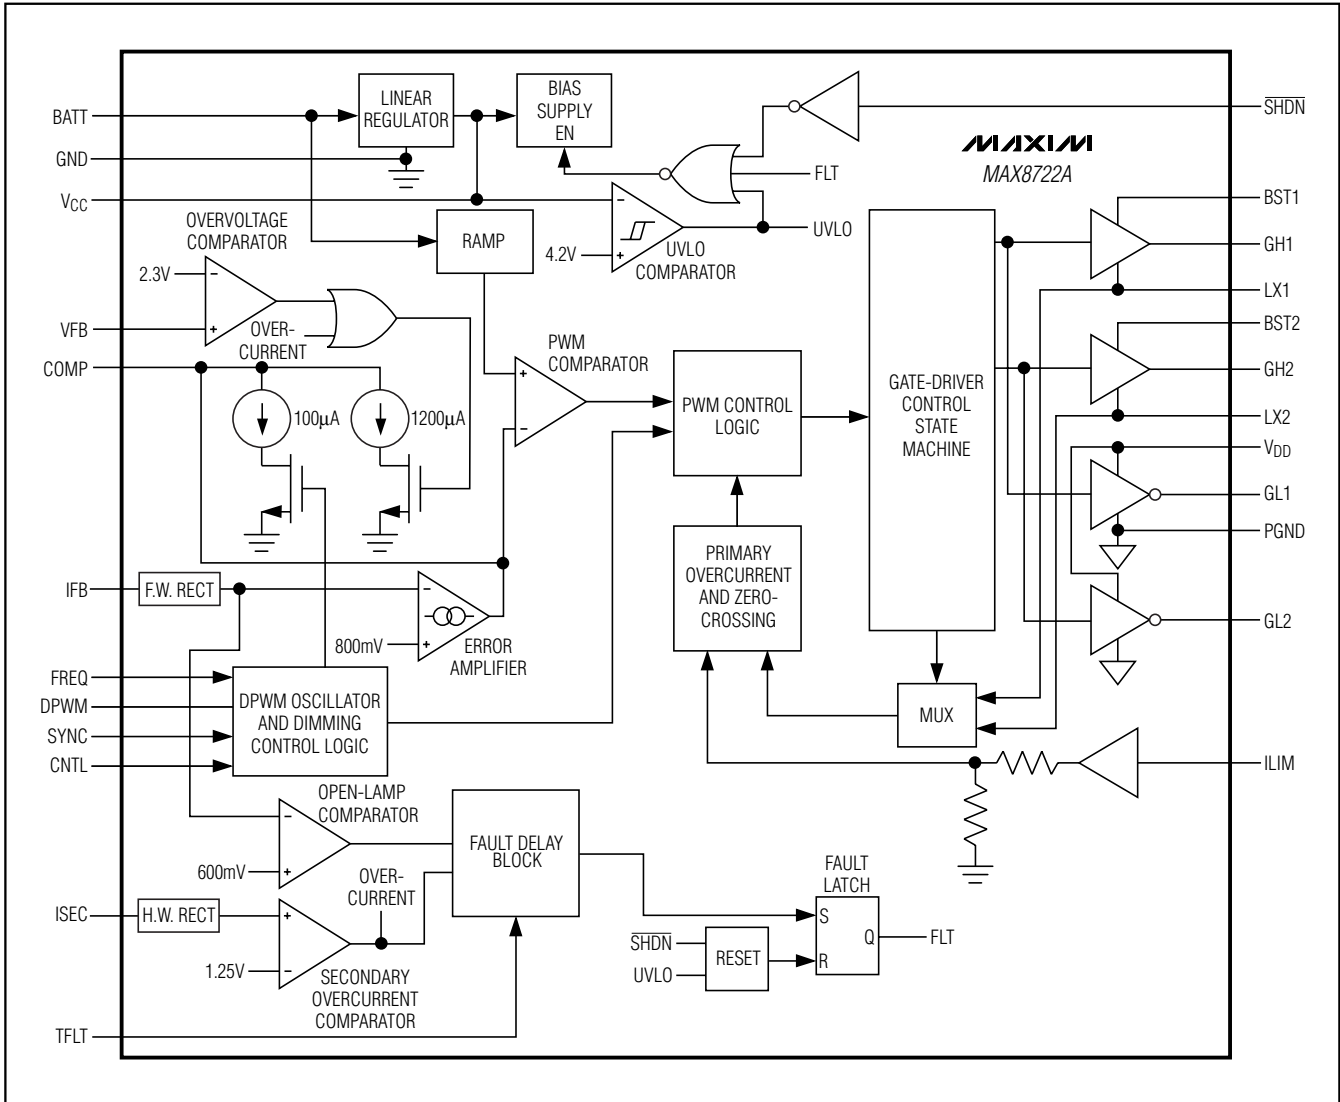 BATT
GND
VCC
LINEAR
REGULATOR
BIAS
SUPPLY
EN
SHDN
MAXIM
MAX8722A
FLT
UVLO
4.2V
-
+
UVLO
COMPARATOR
RAMP
OVERVOLTAGE
COMPARATOR
2.3V
-
+
VFB
OVER-
CURRENT
COMP
100μA
1200μA
PWM
COMPARATOR
+
-
PWM CONTROL
LOGIC
GATE-DRIVER
CONTROL
STATE
MACHINE
BST1
GH1
LX1
BST2
GH2
LX2
VDD
GL1
PGND
GL2
PRIMARY
OVERCURRENT
AND ZERO-
CROSSING
IFB
F.W. RECT
-
+
800mV
ERROR
AMPLIFIER
FREQ
DPWM
SYNC
CNTL
DPWM OSCILLATOR
AND DIMMING
CONTROL LOGIC
MUX
ILIM
OPEN-LAMP
COMPARATOR
-
+
600mV
FAULT DELAY
BLOCK
OVER-
CURRENT
ISEC
H.W. RECT
+
-
1.25V
SECONDARY
OVERCURRENT
COMPARATOR
FAULT
LATCH
S
Q
R
FLT
SHDN
UVLO
RESET
TFLT